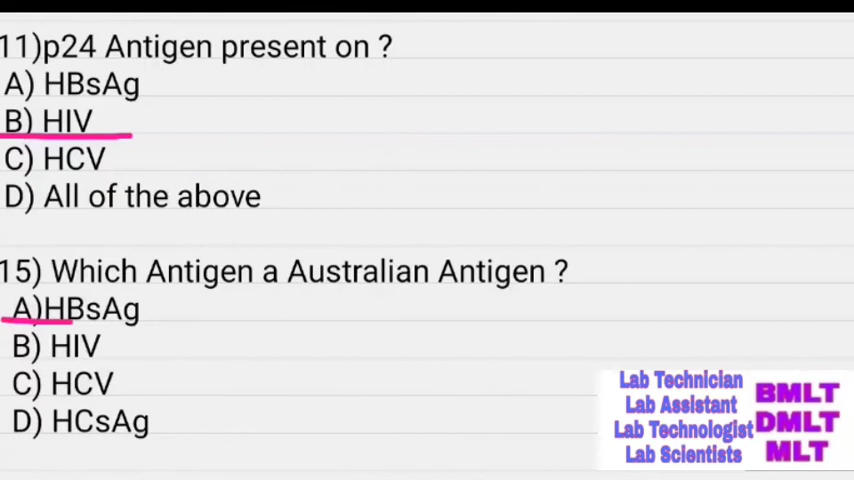 11)p24 Antigen present on ?
A) HBsAg
B) HIV
C) HCV
D) All of the above
15) Which Antigen a Australian Antigen ?
A)HBsAg
B) HIV
C) HCV
D) HCsAg
Lab Technician
Lab Assistant
Lab Technologist
Lab Scientists
BMLT
DMLT
MLT